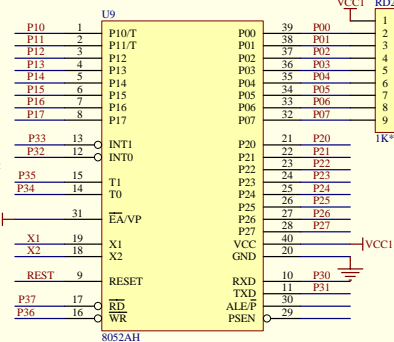 VCC1 RD2
U9
P10 1 P10/T P00 39 P00 1
P11 2 P11/T P01 38 P01 2
P12 3 P12 P02 37 P02 3
P13 4 P13 P03 36 P03 4
P14 5 P14 P04 35 P04 5
P15 6 P15 P05 34 P05 6
P16 7 P16 P06 33 P06 7
P17 8 P17 P07 32 P07 8
9
1K*
P33 13 INT1 P20 21 P20
P32 12 INT0 P21 22 P21
P22 23 P22
P35 15 T1 P23 24 P23
P34 14 T0 P24 25 P24
P25 26 P25
31 EA/VP P26 27 P26
P27 28 P27
X1 19 X1 VCC 40 VCC1
X2 18 X2 GND 20
REST 9 RESET RXD 10 P30
TXD 11 P31
P37 17 RD ALE/P 30
P36 16 WR PSEN 29
8052AH